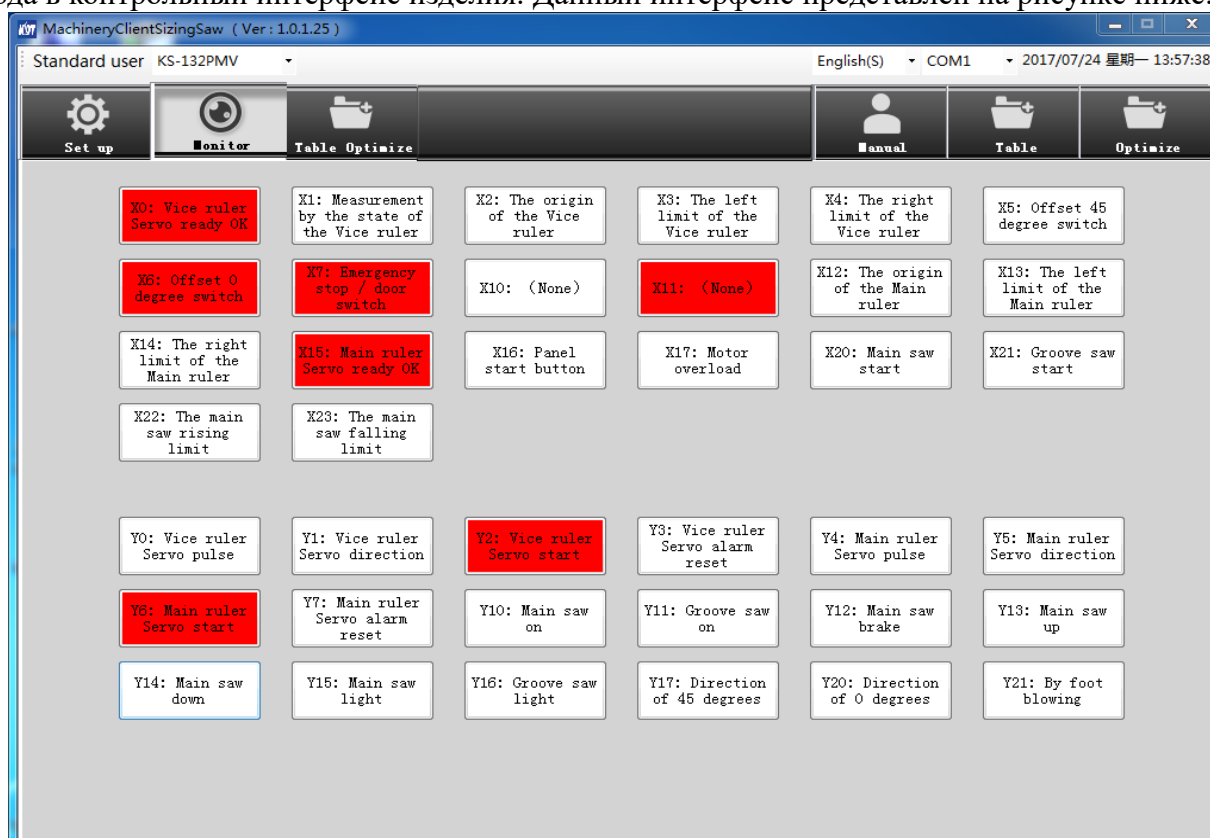 да в контрольный интерфейс изделия. Данный интерфейс представлен на рисунке ниже.
MachineryClientSizingSaw ( Ver : 1.0.1.25 )
Standard user KS-132PMV English(S) COM1 2017/07/24 星期一 13:57:38
Set up Monitor Table Optimize Manual Table Optimize
X0: Vice ruler
Servo ready OK
X1: Measurement
by the state of
the Vice ruler
X2: The origin
of the Vice
ruler
X3: The left
limit of the
Vice ruler
X4: The right
limit of the
Vice ruler
X5: Offset 45
degree switch
X6: Offset 0
degree switch
X7: Emergency
stop / door
switch
X10: (None)
X11: (None)
X12: The origin
of the Main
ruler
X13: The left
limit of the
Main ruler
X14: The right
limit of the
Main ruler
X15: Main ruler
Servo ready OK
X16: Panel
start button
X17: Motor
overload
X20: Main saw
start
X21: Groove saw
start
X22: The main
saw rising
limit
X23: The main
saw falling
limit
Y0: Vice ruler
Servo pulse
Y1: Vice ruler
Servo direction
Y2: Vice ruler
Servo start
Y3: Vice ruler
Servo alarm
reset
Y4: Main ruler
Servo pulse
Y5: Main ruler
Servo direction
Y6: Main ruler
Servo start
Y7: Main ruler
Servo alarm
reset
Y10: Main saw
on
Y11: Groove saw
on
Y12: Main saw
brake
Y13: Main saw
up
Y14: Main saw
down
Y15: Main saw
light
Y16: Groove saw
light
Y17: Direction
of 45 degrees
Y20: Direction
of 0 degrees
Y21: By foot
blowing